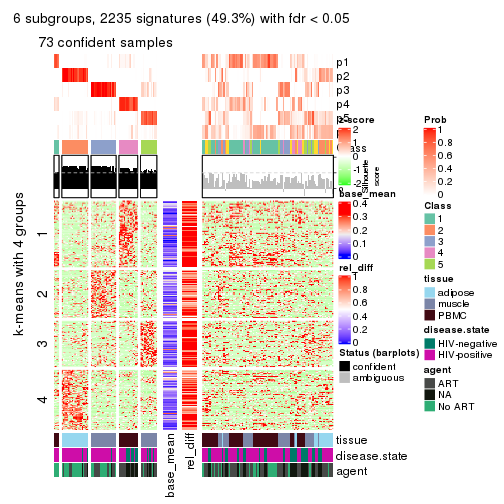 6 subgroups, 2235 signatures (49.3%) with fdr < 0.05
73 confident samples
p1
p2
p3
p4
p5
z-score
2
1
0
-1
-2
Silhouette
score
base_mean
0.4
0.3
0.2
0.1
0
rel_diff
1
0.8
0.6
0.4
0.2
0
Status (barplots)
confident
ambiguous
Prob
1
0.8
0.6
0.4
0.2
0
Class
1
2
3
4
5
tissue
adipose
muscle
PBMC
disease.state
HIV-negative
HIV-positive
agent
ART
NA
No ART
k-means with 4 groups
1
2
3
4
base_mean
rel_diff
tissue
disease.state
agent